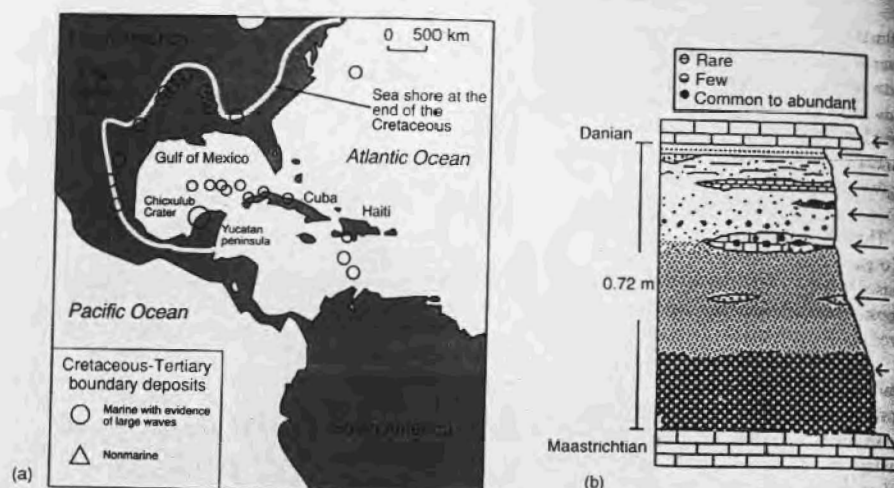 0 500 km
Sea shore at the
end of the
Cretaceous
Gulf of Mexico
Atlantic Ocean
Chicxulub
Crater
Cuba
Haiti
Yucatan
peninsula
Pacific Ocean
South America
Cretaceous-Tertiary
boundary deposits
Marine with evidence
of large waves
Nonmarine
(a)
Rare
Few
Common to abundant
Danian
0.72 m
Maastrichtian
(b)